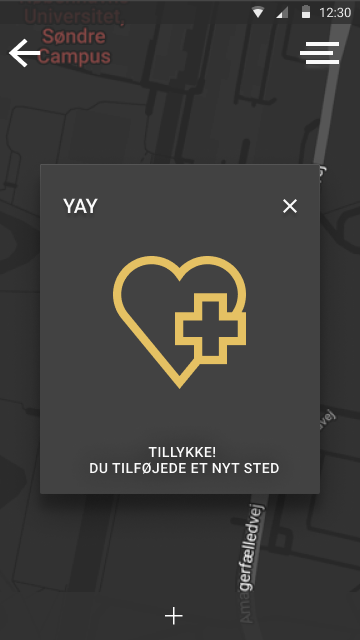 12:30
Universitet,
Søndre
Campus
YAY
TILLYKKE!
DU TILFØJEDE ET NYT STED
Amagerfælledvej